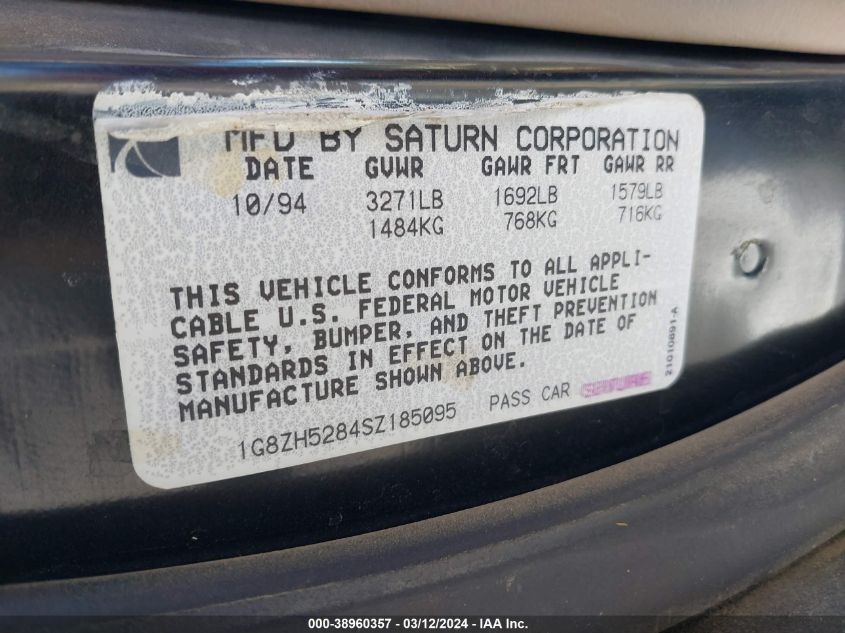 MFD BY SATURN CORPORATION
DATE GVWR GAWR FRT GAWR RR
10/94 3271LB 1692LB 1579LB
1484KG 768KG 716KG
THIS VEHICLE CONFORMS TO ALL APPLI-
CABLE U.S. FEDERAL MOTOR VEHICLE
SAFETY, BUMPER, AND THEFT PREVENTION
STANDARDS IN EFFECT ON THE DATE OF
MANUFACTURE SHOWN ABOVE.
1G8ZH5284SZ185095 PASS CAR
21010891-A
000-38960357 - 03/12/2024 - IAA Inc.